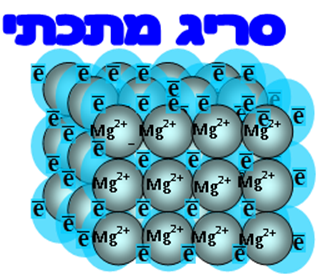 סריג מתכתי
e̅ e̅ e̅ e̅ e̅ e̅
e̅ e̅ e̅ e̅ e̅ e̅
e̅ e̅
Mg²⁺ Mg²⁺ Mg²⁺ Mg²⁺
e̅ e̅ e̅ e̅ e̅
Mg²⁺ Mg²⁺ Mg²⁺ Mg²⁺
e̅ e̅ e̅ e̅ e̅
Mg²⁺ Mg²⁺ Mg²⁺ Mg²⁺
e̅ e̅ e̅ e̅